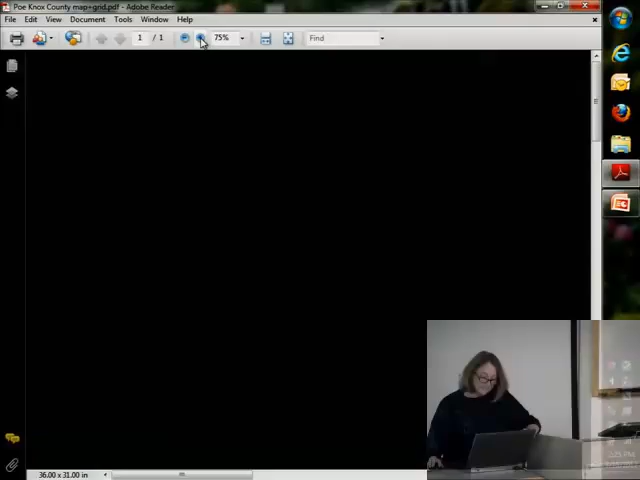 Poe Knox County map+grid.pdf - Adobe Reader
File Edit View Document Tools Window Help
1 / 1 75% Find
36.00 x 31.00 in